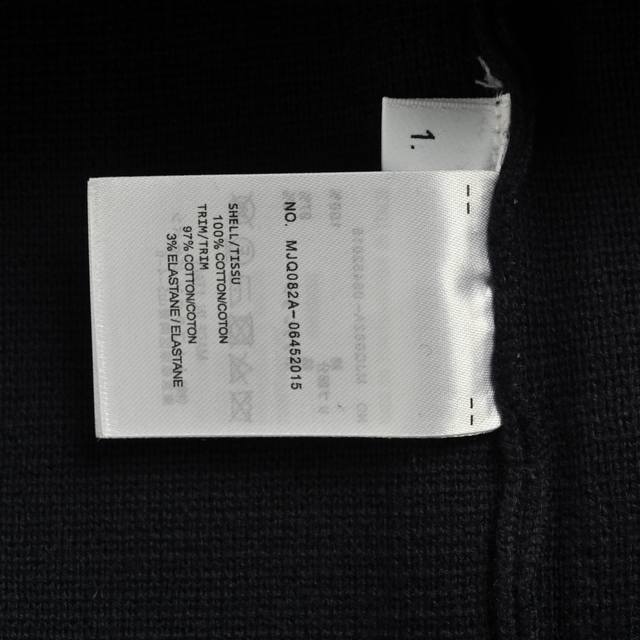 1.
NO. MJQ082A-06452015
SHELL/TISSU
100% COTTON/COTON
TRIM/TRIM
97% COTTON/COTON
3% ELASTANE/ELASTANE